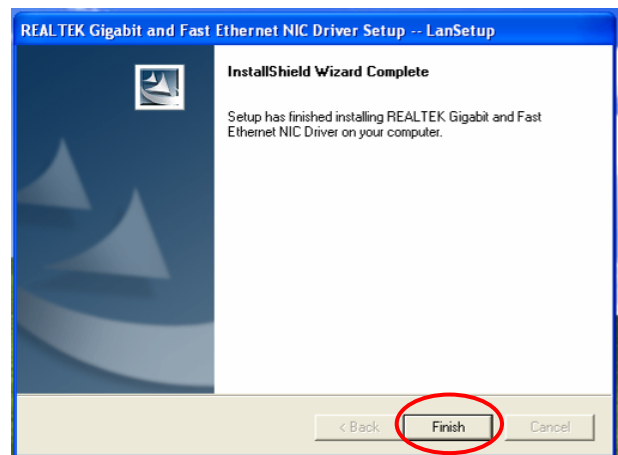 REALTEK Gigabit and Fast Ethernet NIC Driver Setup -- LanSetup
InstallShield Wizard Complete
Setup has finished installing REALTEK Gigabit and Fast
Ethernet NIC Driver on your computer.
< Back
Finish
Cancel